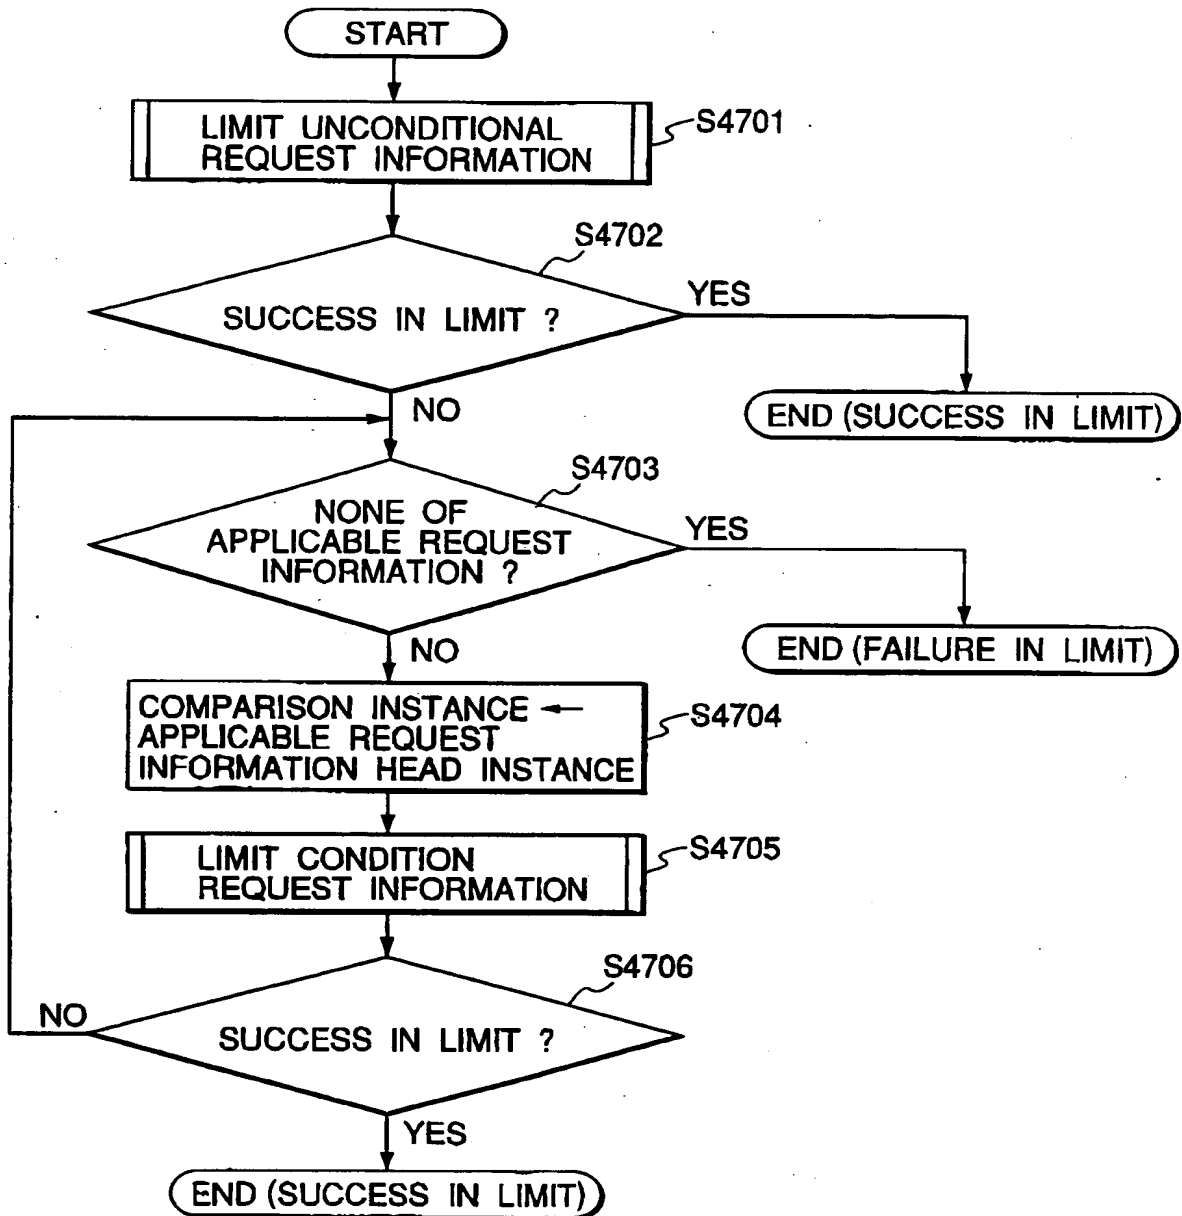 START
LIMIT UNCONDITIONAL
REQUEST INFORMATION
S4701
S4702
SUCCESS IN LIMIT ?
YES
END (SUCCESS IN LIMIT)
NO
S4703
NONE OF
APPLICABLE REQUEST
INFORMATION ?
YES
END (FAILURE IN LIMIT)
NO
COMPARISON INSTANCE ←
APPLICABLE REQUEST
INFORMATION HEAD INSTANCE
S4704
LIMIT CONDITION
REQUEST INFORMATION
S4705
S4706
NO
SUCCESS IN LIMIT ?
YES
END (SUCCESS IN LIMIT)